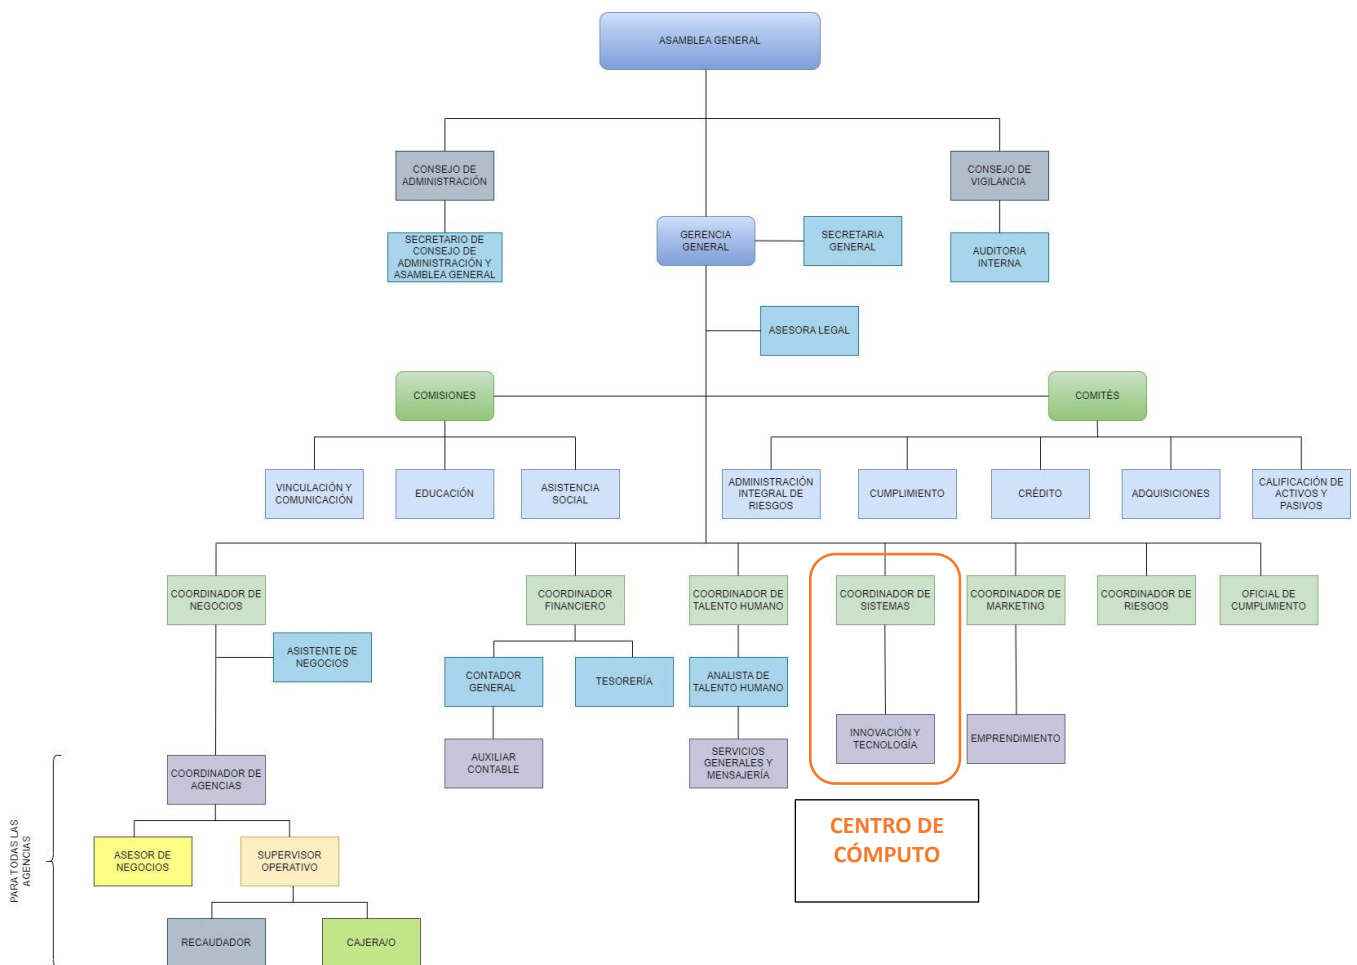 ASAMBLEA GENERAL
CONSEJO DE
ADMINISTRACIÓN
CONSEJO DE
VIGILANCIA
SECRETARIO DE
CONSEJO DE
ADMINISTRACIÓN Y
ASAMBLEA GENERAL
GERENCIA
GENERAL
SECRETARIA
GENERAL
AUDITORIA
INTERNA
ASESORA LEGAL
COMISIONES
COMITÉS
VINCULACIÓN Y
COMUNICACIÓN
EDUCACIÓN
ASISTENCIA
SOCIAL
ADMINISTRACIÓN
INTEGRAL DE
RIESGOS
CUMPLIMIENTO
CRÉDITO
ADQUISICIONES
CALIFICACIÓN DE
ACTIVOS Y
PASIVOS
COORDINADOR DE
NEGOCIOS
COORDINADOR
FINANCIERO
COORDINADOR DE
TALENTO HUMANO
COORDINADOR DE
SISTEMAS
COORDINADOR DE
MARKETING
COORDINADOR DE
RIESGOS
OFICIAL DE
CUMPLIMIENTO
ASISTENTE DE
NEGOCIOS
CONTADOR
GENERAL
TESORERÍA
ANALISTA DE
TALENTO HUMANO
INNOVACIÓN Y
TECNOLOGÍA
EMPRENDIMIENTO
AUXILIAR
CONTABLE
SERVICIOS
GENERALES Y
MENSAJERÍA
COORDINADOR DE
AGENCIAS
CENTRO DE
CÓMPUTO
PARA TODAS LAS
AGENCIAS
ASESOR DE
NEGOCIOS
SUPERVISOR
OPERATIVO
RECAUDADOR
CAJERA/O